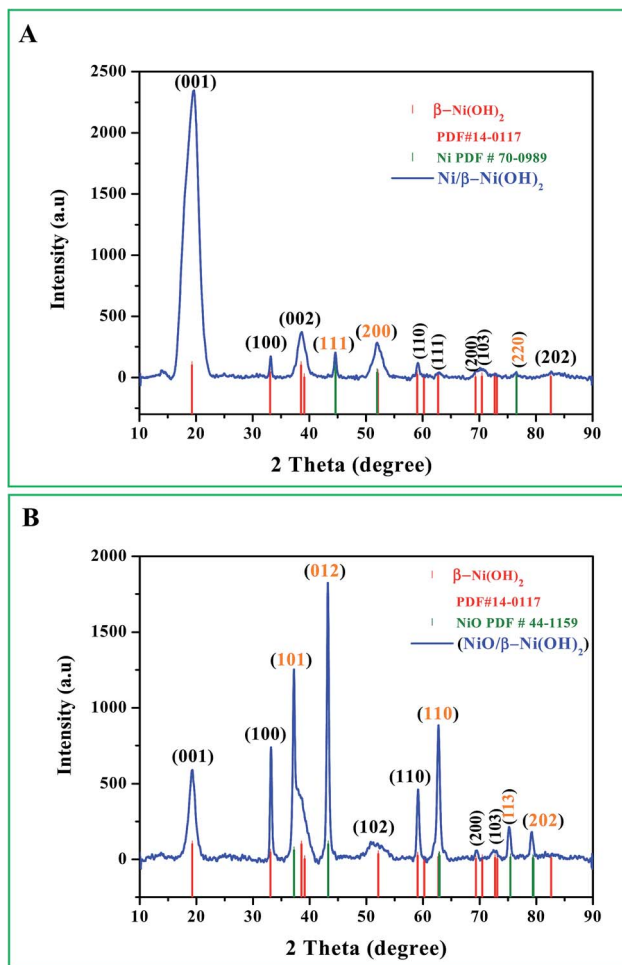 A
2500
2000
1500
1000
500
0
Intensity (a.u)
(001)
(100)
(002)
(111)
(200)
(110)
(111)
(200)
(103)
(220)
(202)
β–Ni(OH)₂
PDF#14-0117
Ni PDF # 70-0989
Ni/β–Ni(OH)₂
10 20 30 40 50 60 70 80 90
2 Theta (degree)
B
2000
1500
1000
500
0
Intensity (a.u)
(001)
(100)
(101)
(012)
(102)
(110)
(110)
(200)
(103)
(113)
(202)
β–Ni(OH)₂
PDF#14-0117
NiO PDF # 44-1159
(NiO/β–Ni(OH)₂)
10 20 30 40 50 60 70 80 90
2 Theta (degree)